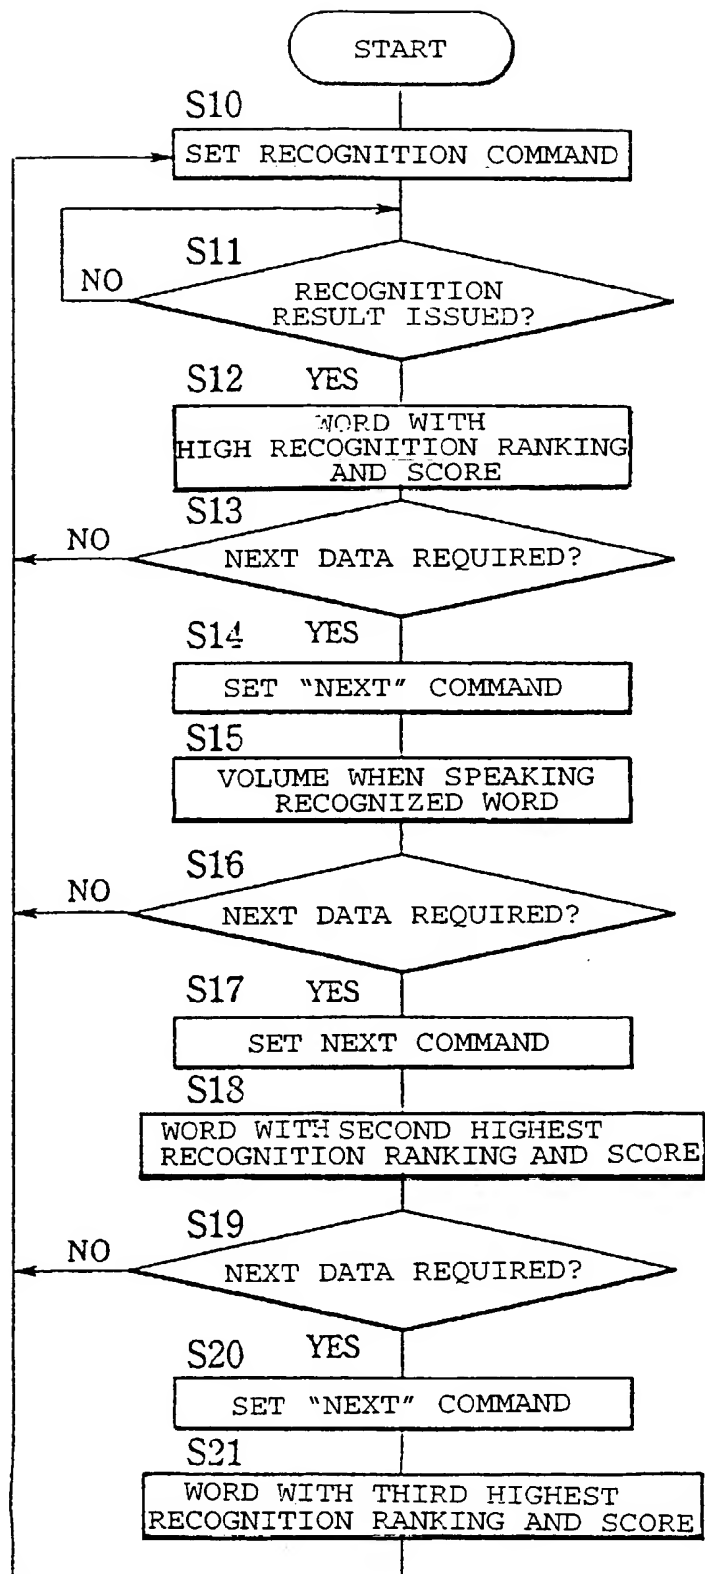 START
S10
SET RECOGNITION COMMAND
S11
NO
RECOGNITION
RESULT ISSUED?
S12 YES
WORD WITH
HIGH RECOGNITION RANKING
AND SCORE
S13
NO
NEXT DATA REQUIRED?
S14 YES
SET "NEXT" COMMAND
S15
VOLUME WHEN SPEAKING
RECOGNIZED WORD
S16
NO
NEXT DATA REQUIRED?
S17 YES
SET NEXT COMMAND
S18
WORD WITH SECOND HIGHEST
RECOGNITION RANKING AND SCORE
S19
NO
NEXT DATA REQUIRED?
S20 YES
SET "NEXT" COMMAND
S21
WORD WITH THIRD HIGHEST
RECOGNITION RANKING AND SCORE